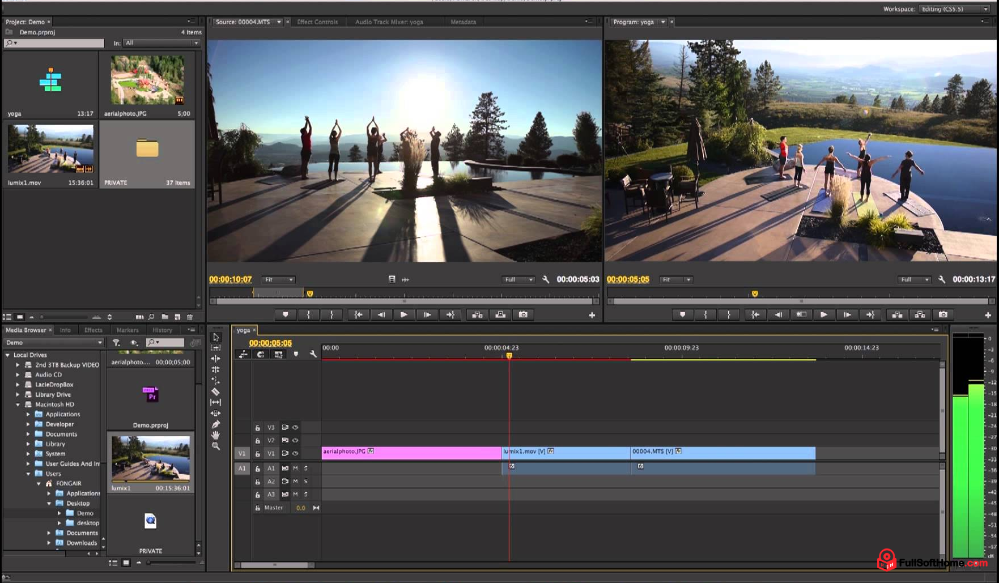 Workspace: Editing (CS5.5)
Project: Demo ×
Demo.prproj
4 Items
In: All
yoga 13:17
aerialphoto.JPG 5;00
lumix1.mov 15:36:01
PRIVATE 37 Items
Source: 00004.MTS × Effect Controls Audio Track Mixer: yoga Metadata
00:00:10:07 Fit Full 00:00:05:03
Program: yoga ×
00:00:05:05 Fit Full 00:00:13:17
Media Browser × Info Effects Markers History
Demo
Local Drives
2nd 3TB Backup VIDEO
Audio CD
LacieDropBox
Library Drive
Macintosh HD
Applications
Developer
Documents
Library
System
User Guides And In
Users
FONGAIR
Applications
Desktop
Demo
desktop
Documents
Downloads
aerialphoto.... 00;00;05;00
Pr
Demo.prproj
lumix1 00:15:36:01
PRIVATE
yoga ×
00:00:05:05
00:00 00:00:04:23 00:00:09:23 00:00:14:23
V3
V2
V1 V1
aerialphoto.JPG fx lumix1.mov [V] fx 00004.MTS [V] fx
A1 A1 M S
A2 M S
A3 M S
Master 0.0
0
-3
-6
-9
-12
-15
-18
-21
-24
-27
-30
-33
-36
-39
-42
-45
-48
-51
-54
-57
dB
FullSoftHome.com